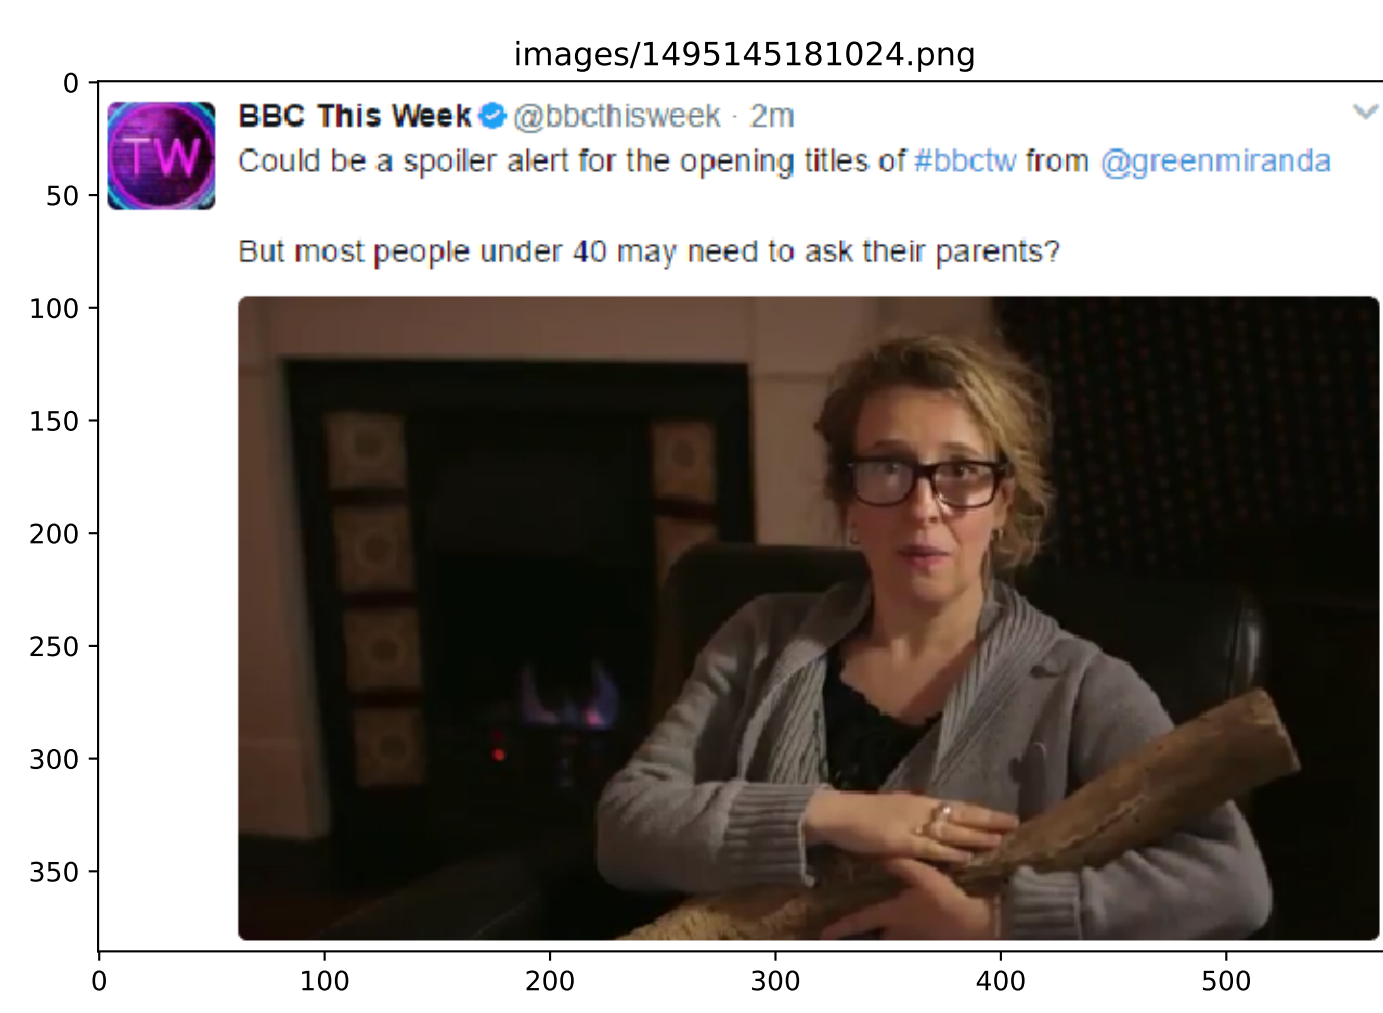 images/1495145181024.png
BBC This Week @bbcthisweek · 2m
TW
Could be a spoiler alert for the opening titles of #bbctw from @greenmiranda
But most people under 40 may need to ask their parents?
0
50
100
150
200
250
300
350
0 100 200 300 400 500